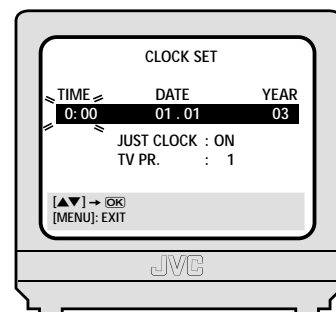 CLOCK SET
TIME DATE YEAR
0:00 01 . 01 03
JUST CLOCK : ON
TV PR. : 1
[▲▼] → OK
[MENU]: EXIT
JVC